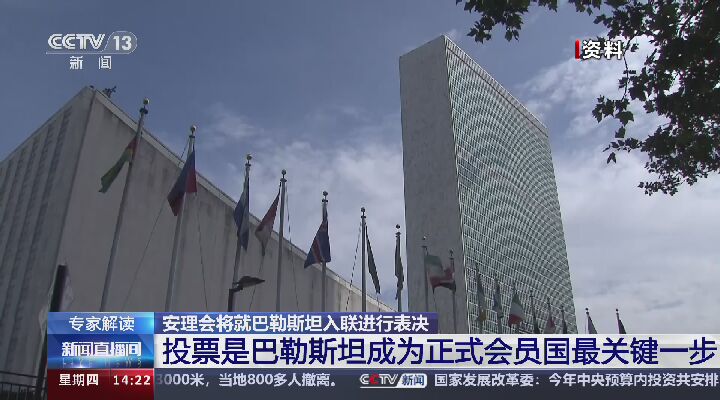 CCTV 13
新闻
资料
专家解读
安理会将就巴勒斯坦入联进行表决
新闻直播间
投票是巴勒斯坦成为正式会员国最关键一步
星期四 14:22 3000米，当地800多人撤离。 CCTV 新闻 国家发展改革委：今年中央预算内投资共安排